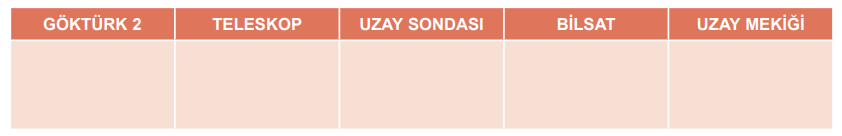 GÖKTÜRK 2 TELESKOP UZAY SONDASI BİLSAT UZAY MEKİĞİ